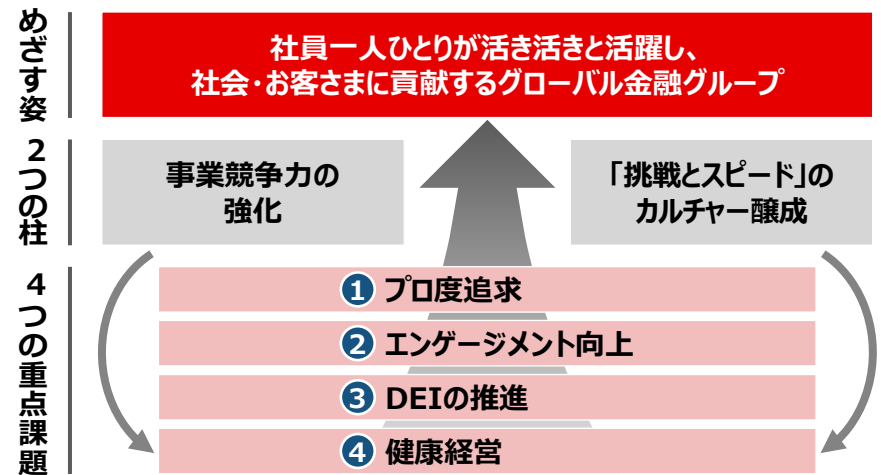 めざす姿
社員一人ひとりが活き活きと活躍し、
社会・お客さまに貢献するグローバル金融グループ
2つの柱
事業競争力の
強化
「挑戦とスピード」の
カルチャー醸成
4つの重点課題
1 プロ度追求
2 エンゲージメント向上
3 DEIの推進
4 健康経営